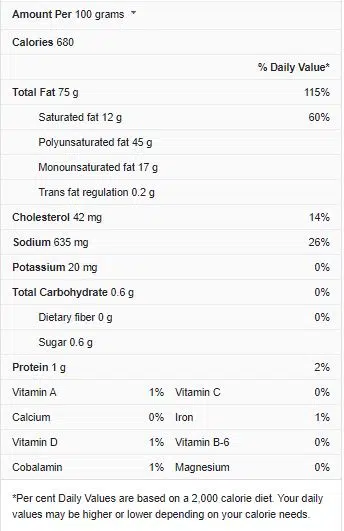 Amount Per 100 grams
Calories 680
% Daily Value*
Total Fat 75 g 115%
Saturated fat 12 g 60%
Polyunsaturated fat 45 g
Monounsaturated fat 17 g
Trans fat regulation 0.2 g
Cholesterol 42 mg 14%
Sodium 635 mg 26%
Potassium 20 mg 0%
Total Carbohydrate 0.6 g 0%
Dietary fiber 0 g 0%
Sugar 0.6 g
Protein 1 g 2%
Vitamin A 1% Vitamin C 0%
Calcium 0% Iron 1%
Vitamin D 1% Vitamin B-6 0%
Cobalamin 1% Magnesium 0%
*Per cent Daily Values are based on a 2,000 calorie diet. Your daily
values may be higher or lower depending on your calorie needs.